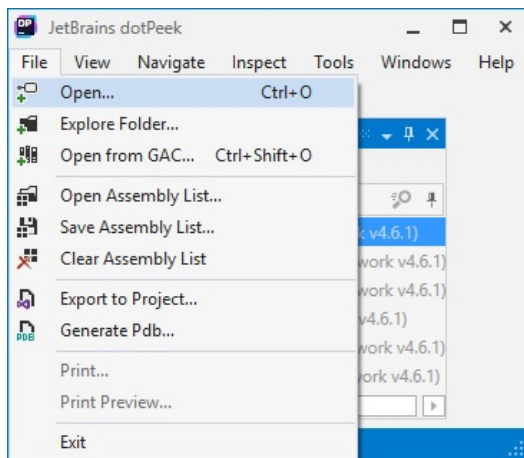 JetBrains dotPeek
File View Navigate Inspect Tools Windows Help
Open... Ctrl+O
Explore Folder...
Open from GAC... Ctrl+Shift+O
Open Assembly List...
Save Assembly List...
v4.6.1)
Clear Assembly List
work v4.6.1)
Export to Project...
work v4.6.1)
v4.6.1)
Generate Pdb...
work v4.6.1)
Print...
work v4.6.1)
Print Preview...
Exit